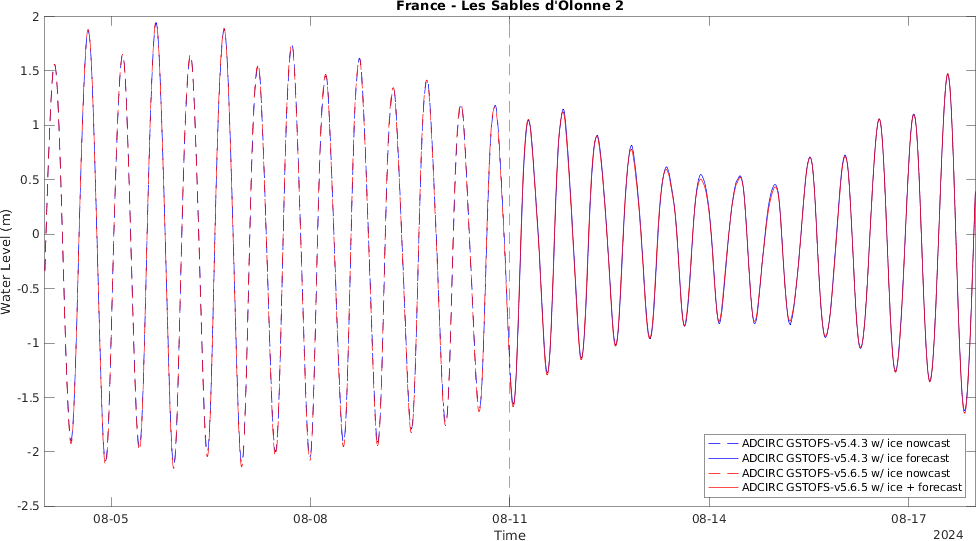 France - Les Sables d'Olonne 2
2
1.5
1
0.5
0
-0.5
-1
-1.5
-2
-2.5
Water Level (m)
08-05
08-08
08-11
08-14
08-17
Time
2024
ADCIRC GSTOFS-v5.4.3 w/ ice nowcast
ADCIRC GSTOFS-v5.4.3 w/ ice forecast
ADCIRC GSTOFS-v5.6.5 w/ ice nowcast
ADCIRC GSTOFS-v5.6.5 w/ ice + forecast